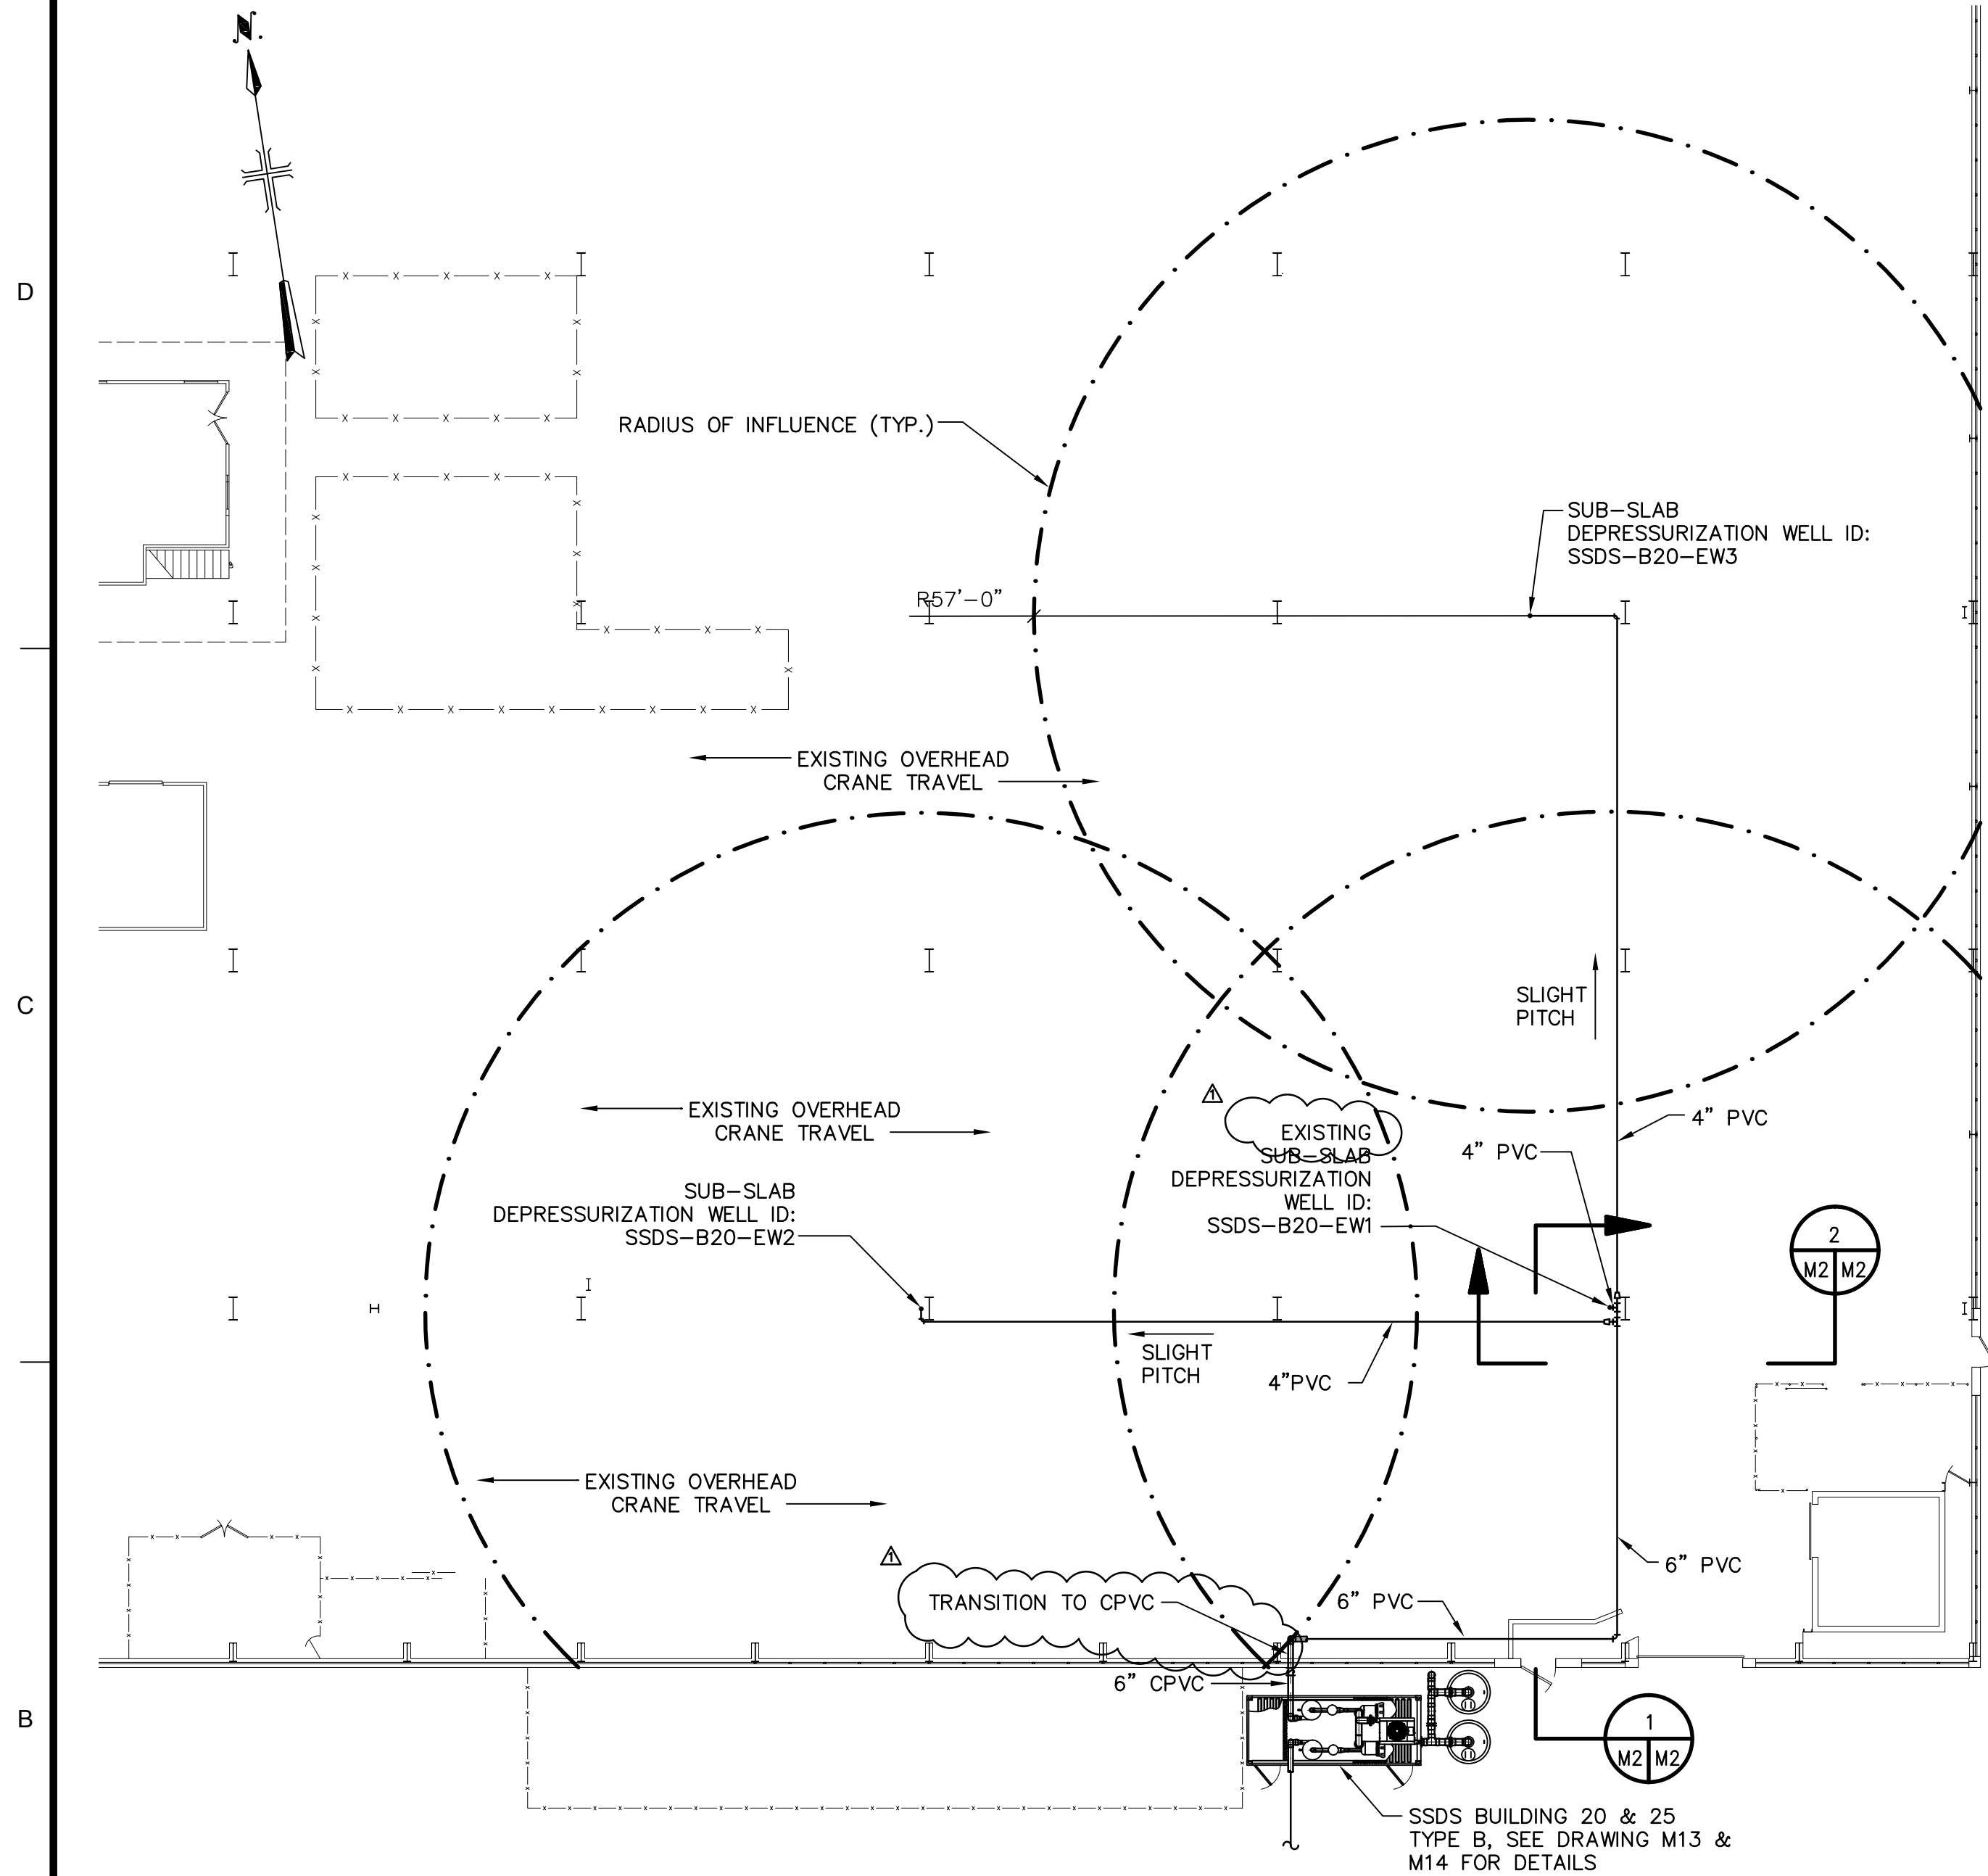 N.
D
RADIUS OF INFLUENCE (TYP.)
SUB-SLAB
DEPRESSURIZATION WELL ID:
SSDS-B20-EW3
R57'-0"
EXISTING OVERHEAD
CRANE TRAVEL
C
SLIGHT
PITCH
1
EXISTING
SUB-SLAB
DEPRESSURIZATION
WELL ID:
SSDS-B20-EW1
EXISTING OVERHEAD
CRANE TRAVEL
4" PVC
4" PVC
SUB-SLAB
DEPRESSURIZATION WELL ID:
SSDS-B20-EW2
2
M2 M2
SLIGHT
PITCH
4"PVC
EXISTING OVERHEAD
CRANE TRAVEL
1
TRANSITION TO CPVC
6" PVC
6" PVC
6" CPVC
B
1
M2 M2
SSDS BUILDING 20 & 25
TYPE B, SEE DRAWING M13 &
M14 FOR DETAILS